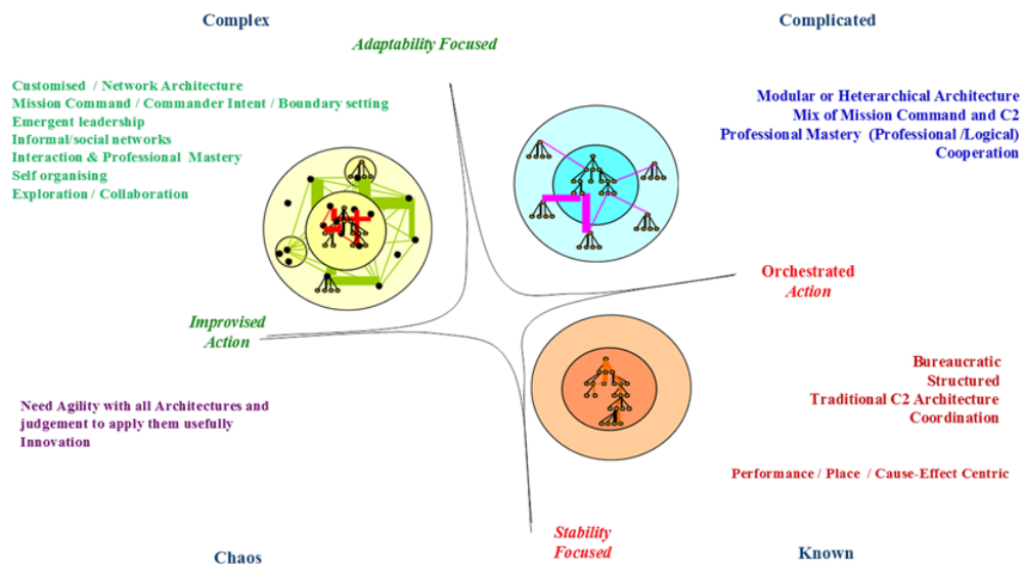 Complex
Complicated
Adaptability Focused
Customised / Network Architecture
Mission Command / Commander Intent / Boundary setting
Emergent leadership
Informal/social networks
Interaction & Professional Mastery
Self organising
Exploration / Collaboration
Modular or Heterarchical Architecture
Mix of Mission Command and C2
Professional Mastery (Professional /Logical)
Cooperation
Orchestrated
Action
Improvised
Action
Need Agility with all Architectures and
judgement to apply them usefully
Innovation
Bureaucratic
Structured
Traditional C2 Architecture
Coordination
Performance / Place / Cause-Effect Centric
Stability
Focused
Chaos
Known